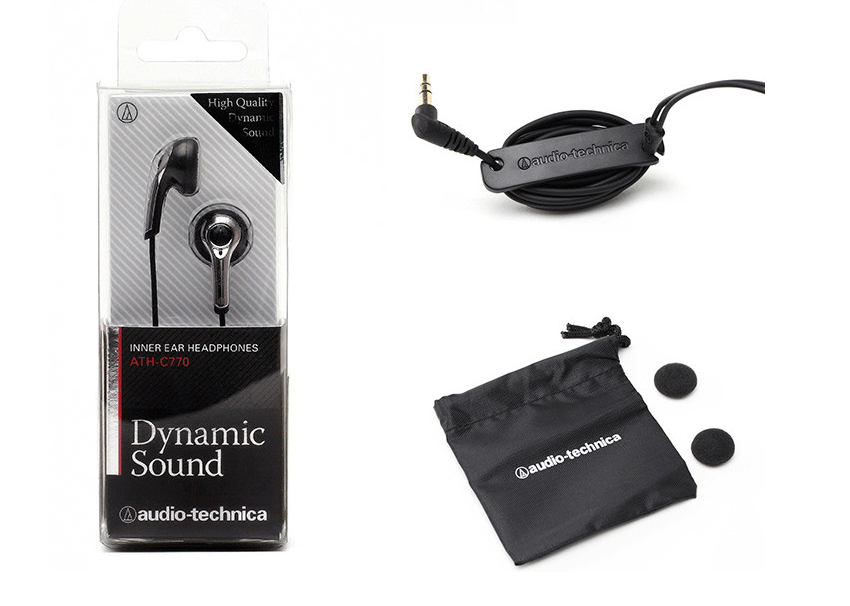 High Quality
Dynamic
Sound
INNER EAR HEADPHONES
ATH-C770
Dynamic
Sound
audio-technica
audio-technica
audio-technica